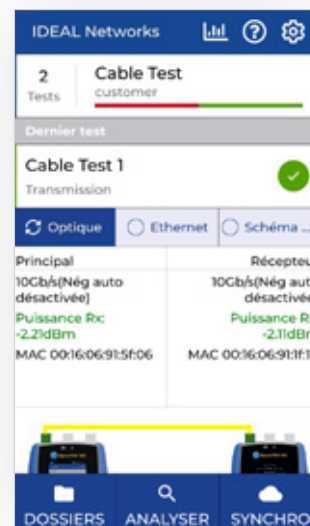 IDEAL Networks
2
Tests
Cable Test
customer
Dernier test
Cable Test 1
Transmission
Optique
Ethernet
Schéma ...
Principal
10Gb/s(Nég auto
désactivée)
Puissance Rx:
-2.21dBm
MAC 00:16:06:91:5f:06
Récepteu
10Gb/s(Nég aut
désactivée
Puissance R
-2.11dB
MAC 00:16:06:91:1f:1
DOSSIERS
ANALYSER
SYNCHRO